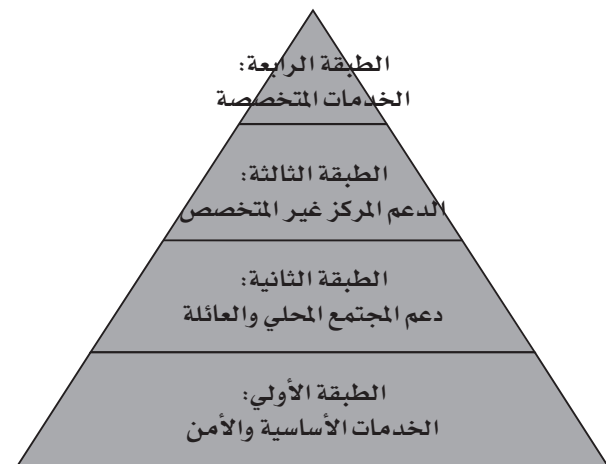 الطبقة الرابعة:
الخدمات المتخصصة
الطبقة الثالثة:
الدعم المركز غير المتخصص
الطبقة الثانية:
دعم المجتمع المحلي والعائلة
الطبقة الأولي:
الخدمات الأساسية والأمن